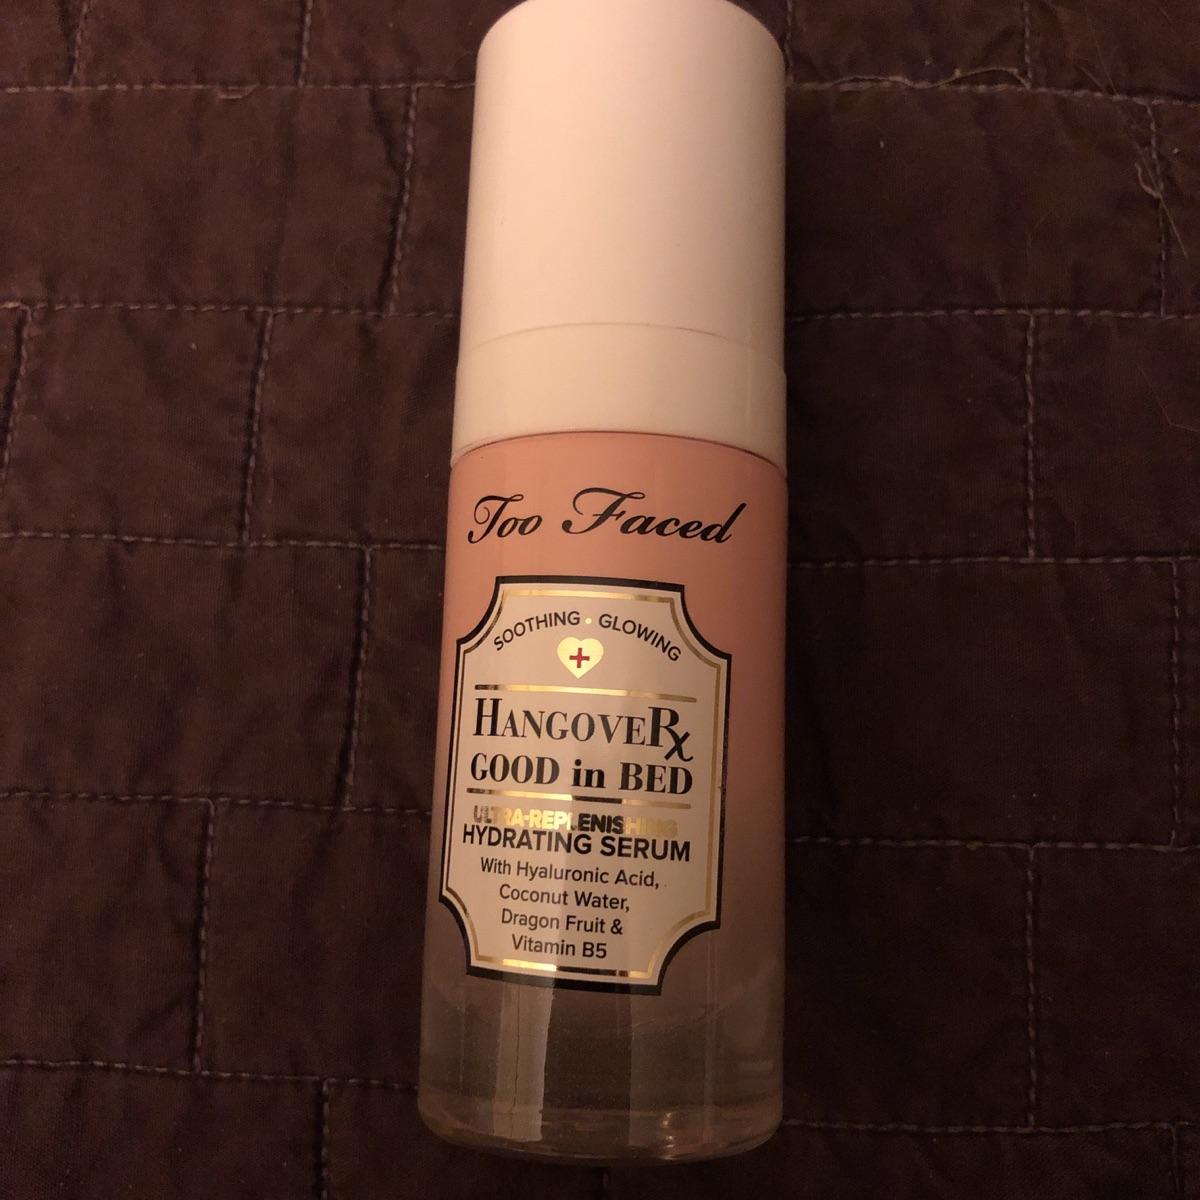 Too Faced
SOOTHING • GLOWING
HANGOVERx
GOOD in BED
ULTRA-REPLENISHING
HYDRATING SERUM
With Hyaluronic Acid,
Coconut Water,
Dragon Fruit &
Vitamin B5